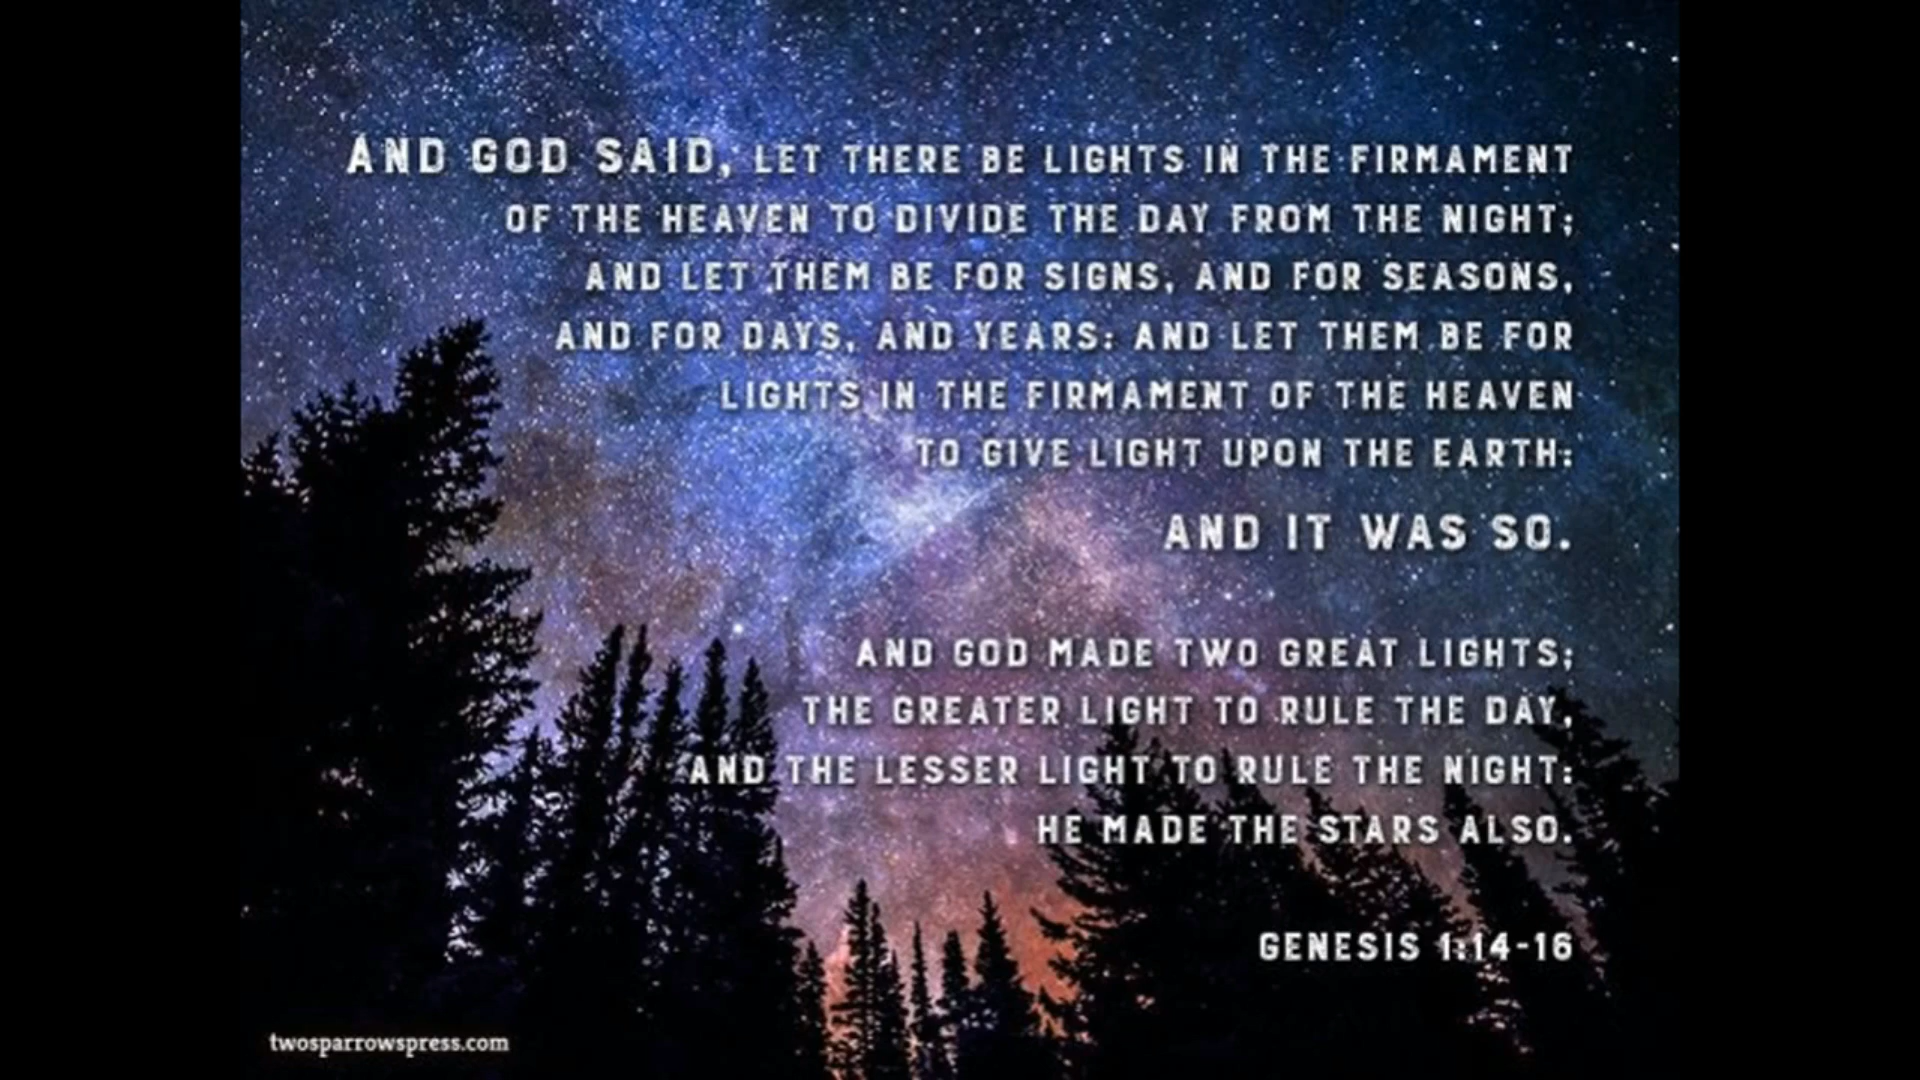 AND GOD SAID, LET THERE BE LIGHTS IN THE FIRMAMENT
OF THE HEAVEN TO DIVIDE THE DAY FROM THE NIGHT;
AND LET THEM BE FOR SIGNS, AND FOR SEASONS,
AND FOR DAYS, AND YEARS: AND LET THEM BE FOR
LIGHTS IN THE FIRMAMENT OF THE HEAVEN
TO GIVE LIGHT UPON THE EARTH:
AND IT WAS SO.
AND GOD MADE TWO GREAT LIGHTS;
THE GREATER LIGHT TO RULE THE DAY,
AND THE LESSER LIGHT TO RULE THE NIGHT:
HE MADE THE STARS ALSO.
GENESIS 1:14-16
twosparrowspress.com